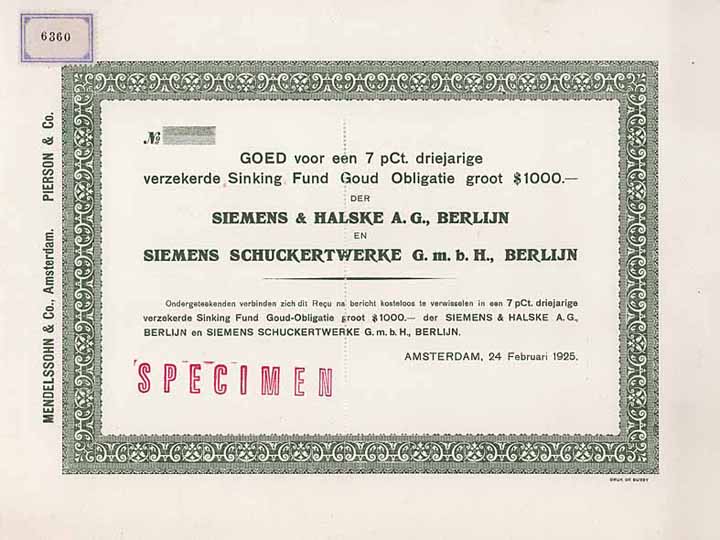 6360
MENDELSSOHN & Co., Amsterdam. PIERSON & Co.
№
GOED voor een 7 pCt. driejarige
verzekerde Sinking Fund Goud Obligatie groot $1000.—
DER
SIEMENS & HALSKE A. G., BERLIJN
EN
SIEMENS SCHUCKERTWERKE G. m. b. H., BERLIJN
Ondergeteekenden verbinden zich dit Reçu na bericht kosteloos te verwisselen in een 7 pCt. driejarige
verzekerde Sinking Fund Goud-Obligatie groot $1000.— der SIEMENS & HALSKE A. G.,
BERLIJN en SIEMENS SCHUCKERTWERKE G. m. b. H., BERLIJN.
AMSTERDAM, 24 Februari 1925.
SPECIMEN
DRUK DE BUSSY